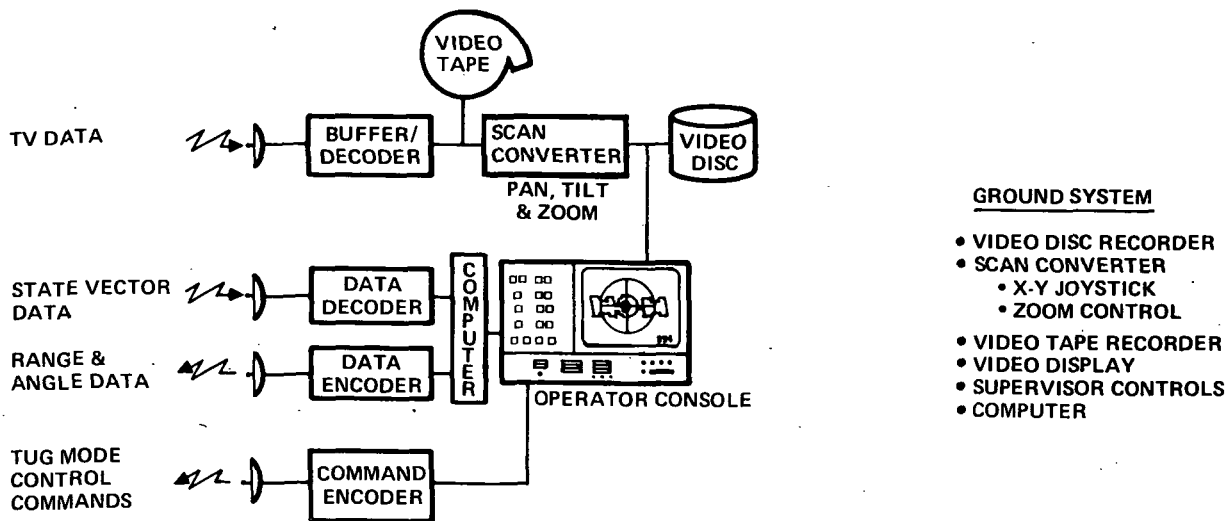 VIDEO
TAPE
TV DATA
BUFFER/
DECODER
SCAN
CONVERTER
VIDEO
DISC
PAN, TILT
& ZOOM
STATE VECTOR
DATA
DATA
DECODER
COMPUTER
RANGE &
ANGLE DATA
DATA
ENCODER
OPERATOR CONSOLE
TUG MODE
CONTROL
COMMANDS
COMMAND
ENCODER
GROUND SYSTEM
• VIDEO DISC RECORDER
• SCAN CONVERTER
• X-Y JOYSTICK
• ZOOM CONTROL
• VIDEO TAPE RECORDER
• VIDEO DISPLAY
• SUPERVISOR CONTROLS
• COMPUTER